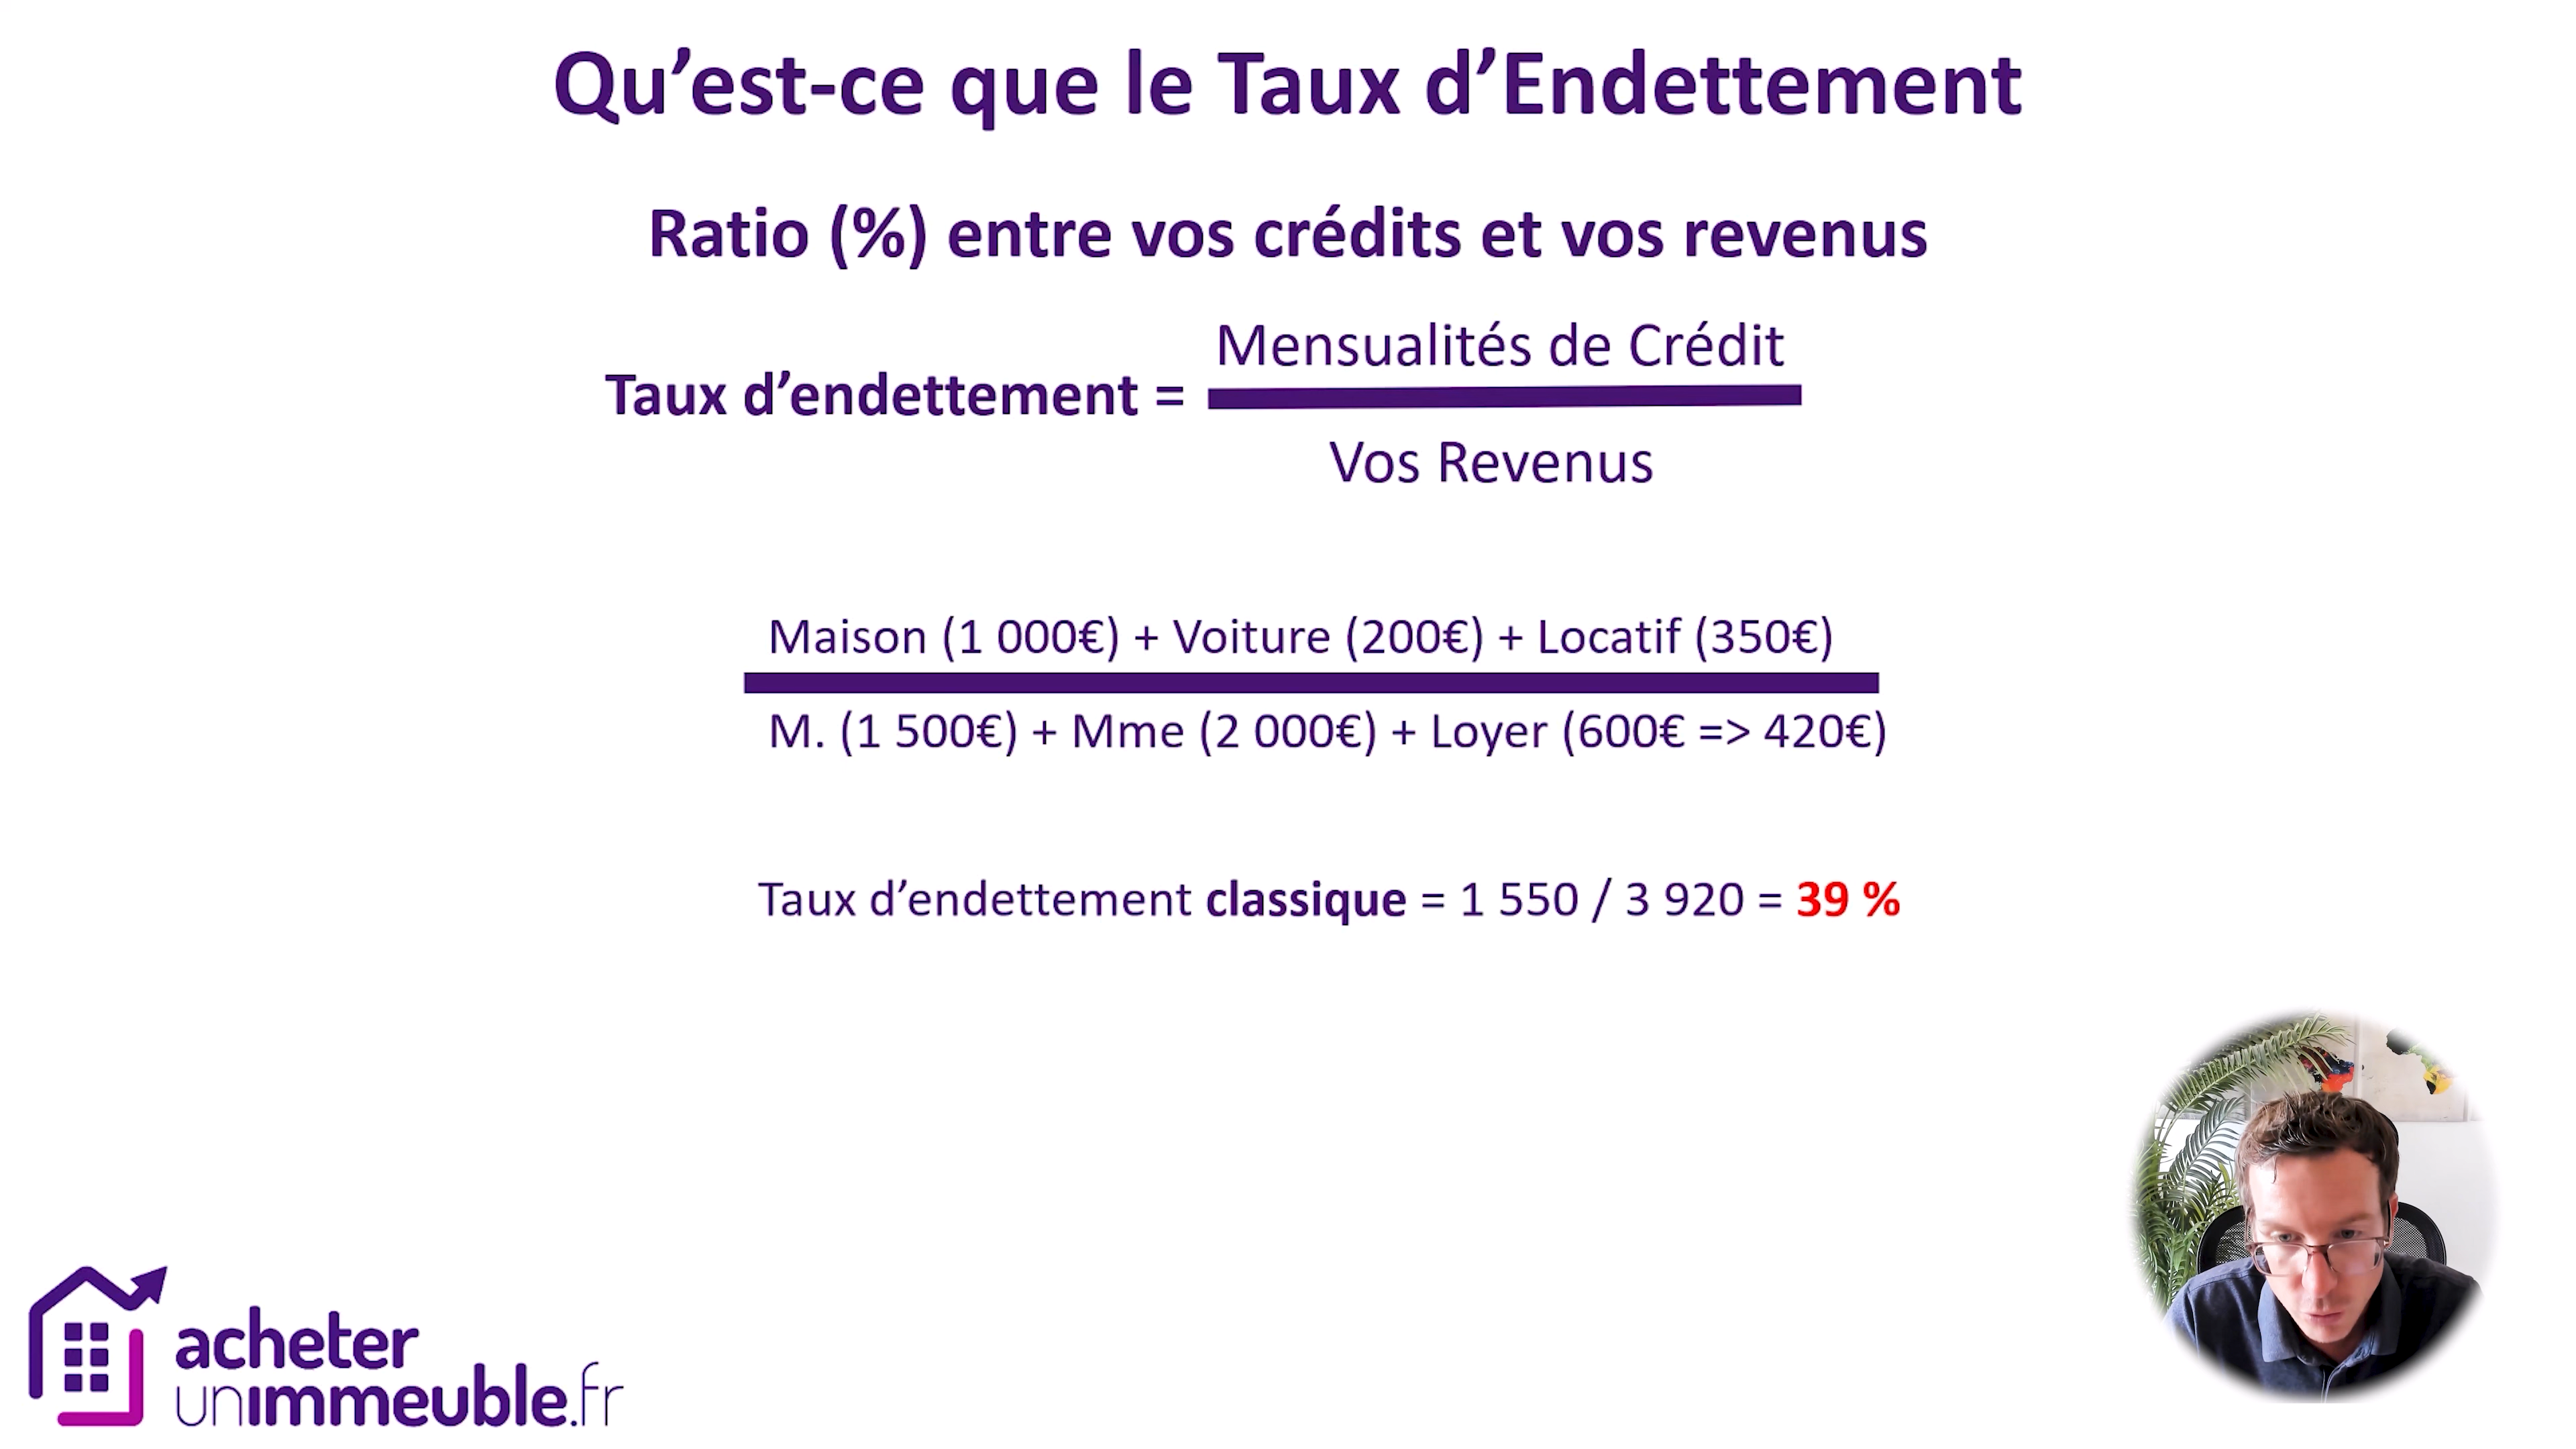 Qu’est-ce que le Taux d’Endettement
Ratio (%) entre vos crédits et vos revenus
Mensualités de Crédit
Taux d’endettement =
Vos Revenus
Maison (1 000€) + Voiture (200€) + Locatif (350€)
M. (1 500€) + Mme (2 000€) + Loyer (600€ => 420€)
Taux d’endettement classique = 1 550 / 3 920 = 39 %
acheter
unimmeuble.fr